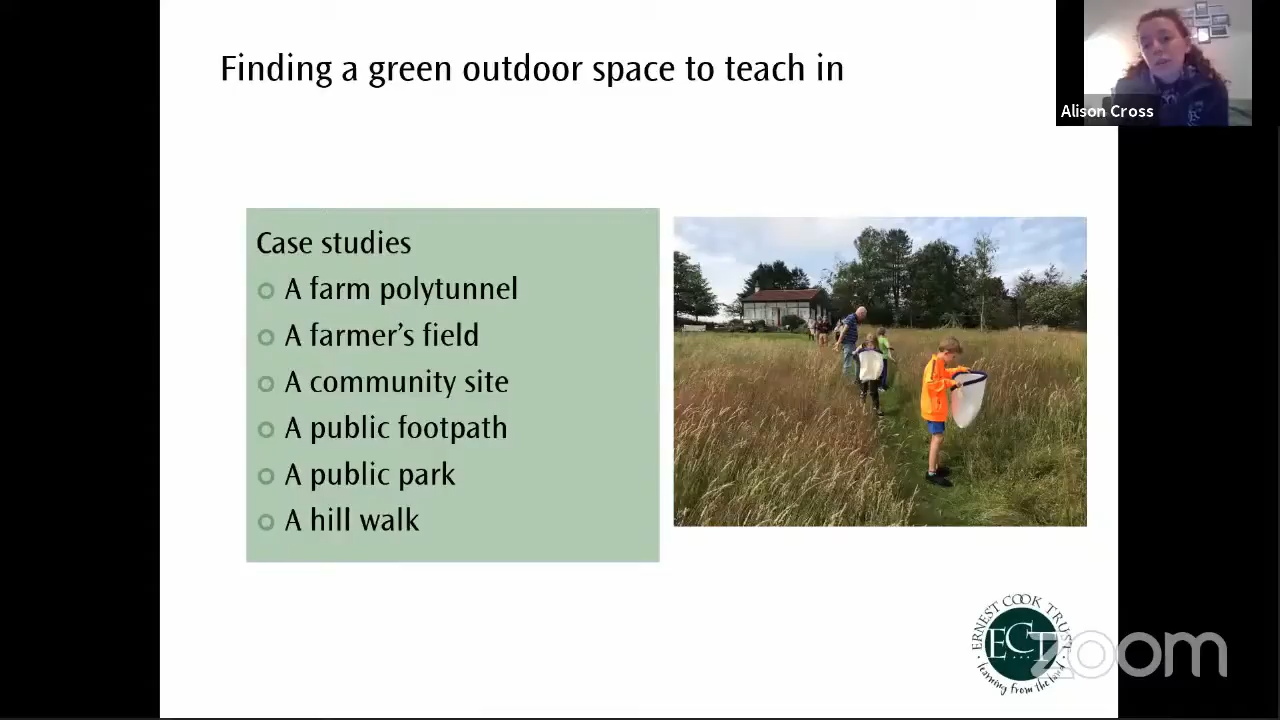 Finding a green outdoor space to teach in
Alison Cross
Case studies
A farm polytunnel
A farmer's field
A community site
A public footpath
A public park
A hill walk
ERNEST COOK TRUST
ECT
learning from the land
zoom